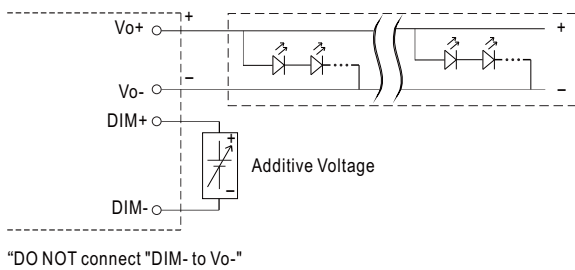 Vo+
+
+
−
Vo-
−
DIM+
+
Additive Voltage
−
DIM-
“DO NOT connect "DIM- to Vo-"